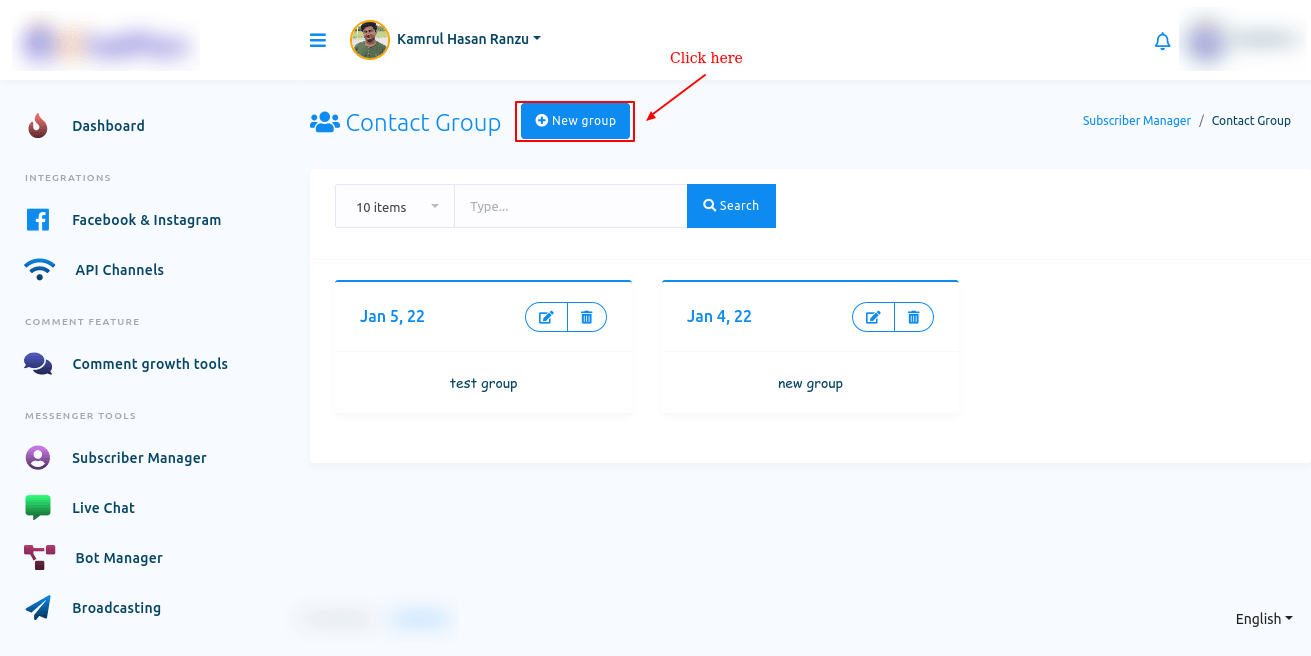 Kamrul Hasan Ranzu
Click here
Dashboard
INTEGRATIONS
Facebook & Instagram
API Channels
COMMENT FEATURE
Comment growth tools
MESSENGER TOOLS
Subscriber Manager
Live Chat
Bot Manager
Broadcasting
Contact Group
New group
Subscriber Manager / Contact Group
10 items
Type...
Search
Jan 5, 22
test group
Jan 4, 22
new group
English